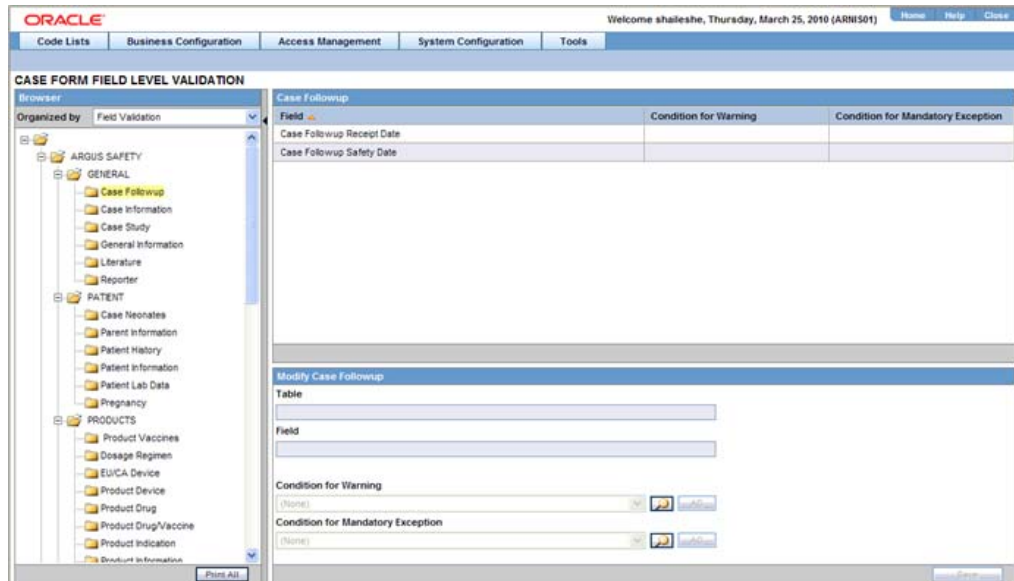 ORACLE
Welcome shaileshe, Thursday, March 25, 2010 (ARNIS01)
Home Help Close
Code Lists Business Configuration Access Management System Configuration Tools
CASE FORM FIELD LEVEL VALIDATION
Browser
Organized by Field Validation
ARGUS SAFETY
GENERAL
Case Followup
Case Information
Case Study
General Information
Literature
Reporter
PATIENT
Case Neonates
Parent Information
Patient History
Patient Information
Patient Lab Data
Pregnancy
PRODUCTS
Product Vaccines
Dosage Regimen
EU/CA Device
Product Device
Product Drug
Product Drug/Vaccine
Product Indication
Product Information
Print All
Case Followup
Field Condition for Warning Condition for Mandatory Exception
Case Followup Receipt Date
Case Followup Safety Date
Modify Case Followup
Table
Field
Condition for Warning
(None)
Condition for Mandatory Exception
(None)
Save